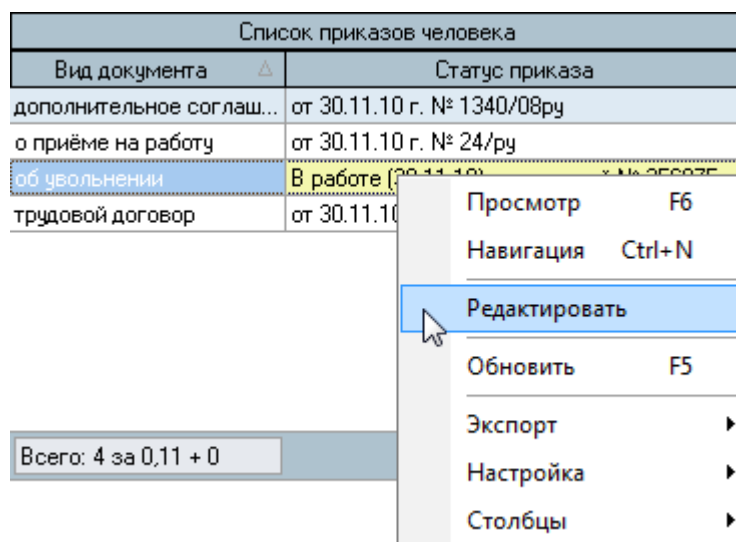 Список приказов человека
Вид документа Статус приказа
дополнительное соглаш... от 30.11.10 г. № 1340/08ру
о приёме на работу от 30.11.10 г. № 24/ру
об увольнении В работе (
трудовой договор от 30.11.10
Просмотр F6
Навигация Ctrl+N
Редактировать
Обновить F5
Экспорт
Настройка
Столбцы
Всего: 4 за 0,11 + 0